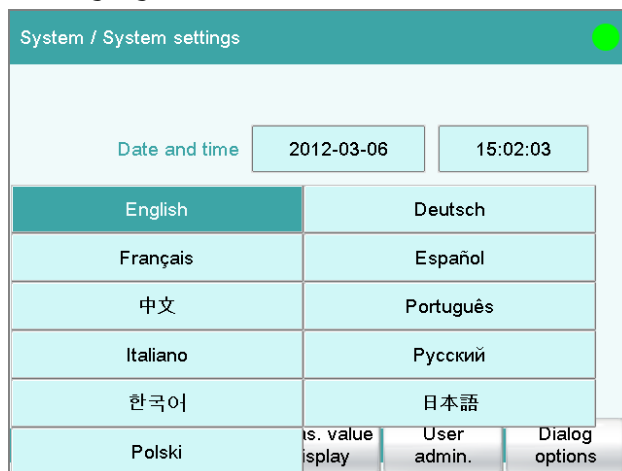 System / System settings
Date and time 2012-03-06 15:02:03
English Deutsch
Français Español
中文 Português
Italiano Русский
한국어 日本語
Polski
value User Dialog
admin. options